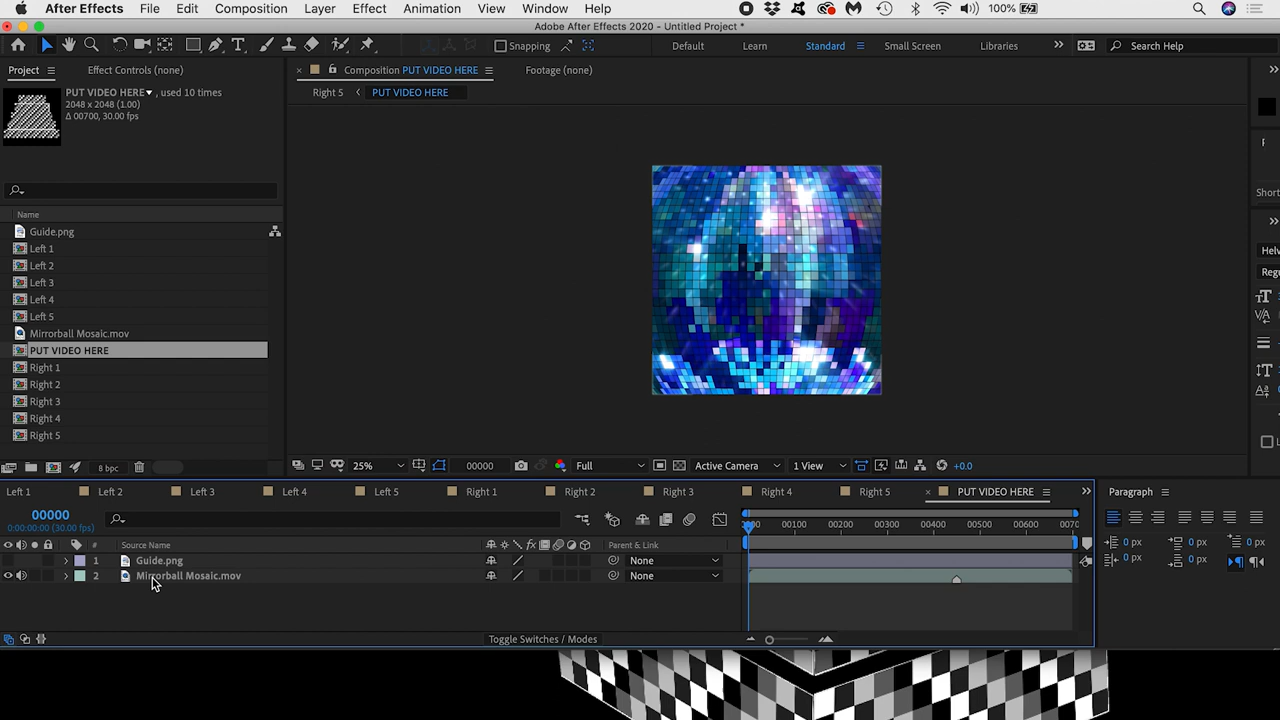 After Effects File Edit Composition Layer Effect Animation View Window Help 100%
Adobe After Effects 2020 - Untitled Project *
Snapping Default Learn Standard Small Screen Libraries Search Help
Project Effect Controls (none) Composition PUT VIDEO HERE Footage (none)
PUT VIDEO HERE , used 10 times
2048 x 2048 (1.00)
Δ 00700, 30.00 fps
Right 5 PUT VIDEO HERE
Name
Guide.png
Left 1
Left 2
Left 3
Left 4
Left 5
Mirrorball Mosaic.mov
PUT VIDEO HERE
Right 1
Right 2
Right 3
Right 4
Right 5
Short
Helv
Reg
8 bpc 25% 00000 Full Active Camera 1 View +0.0
Left 1 Left 2 Left 3 Left 4 Left 5 Right 1 Right 2 Right 3 Right 4 Right 5 PUT VIDEO HERE Paragraph
00000
0:00:00:00 (30.00 fps)
00100 00200 00300 00400 00500 00600
# Source Name Parent & Link
1 Guide.png None
2 Mirrorball Mosaic.mov None
0 px 0 px 0 px
0 px 0 px
Toggle Switches / Modes